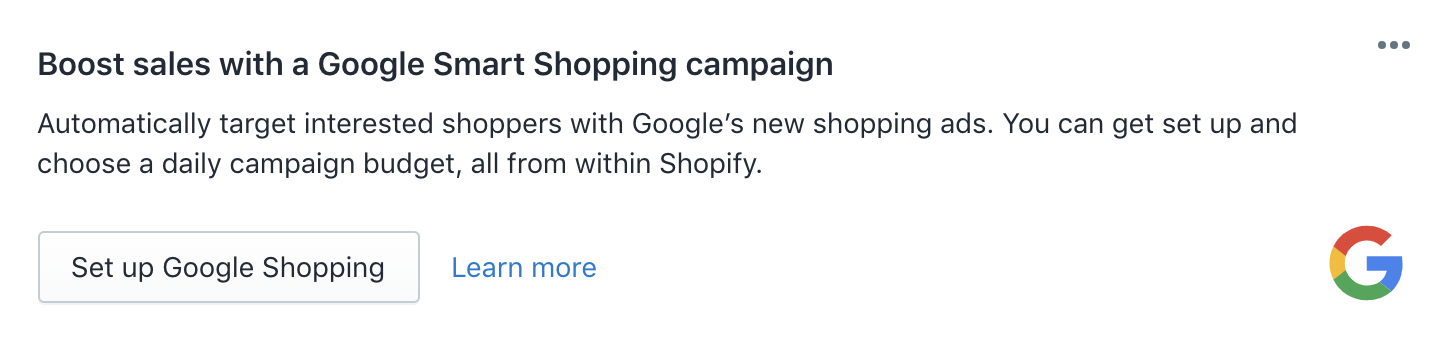 Boost sales with a Google Smart Shopping campaign
Automatically target interested shoppers with Google’s new shopping ads. You can get set up and
choose a daily campaign budget, all from within Shopify.
Set up Google Shopping
Learn more